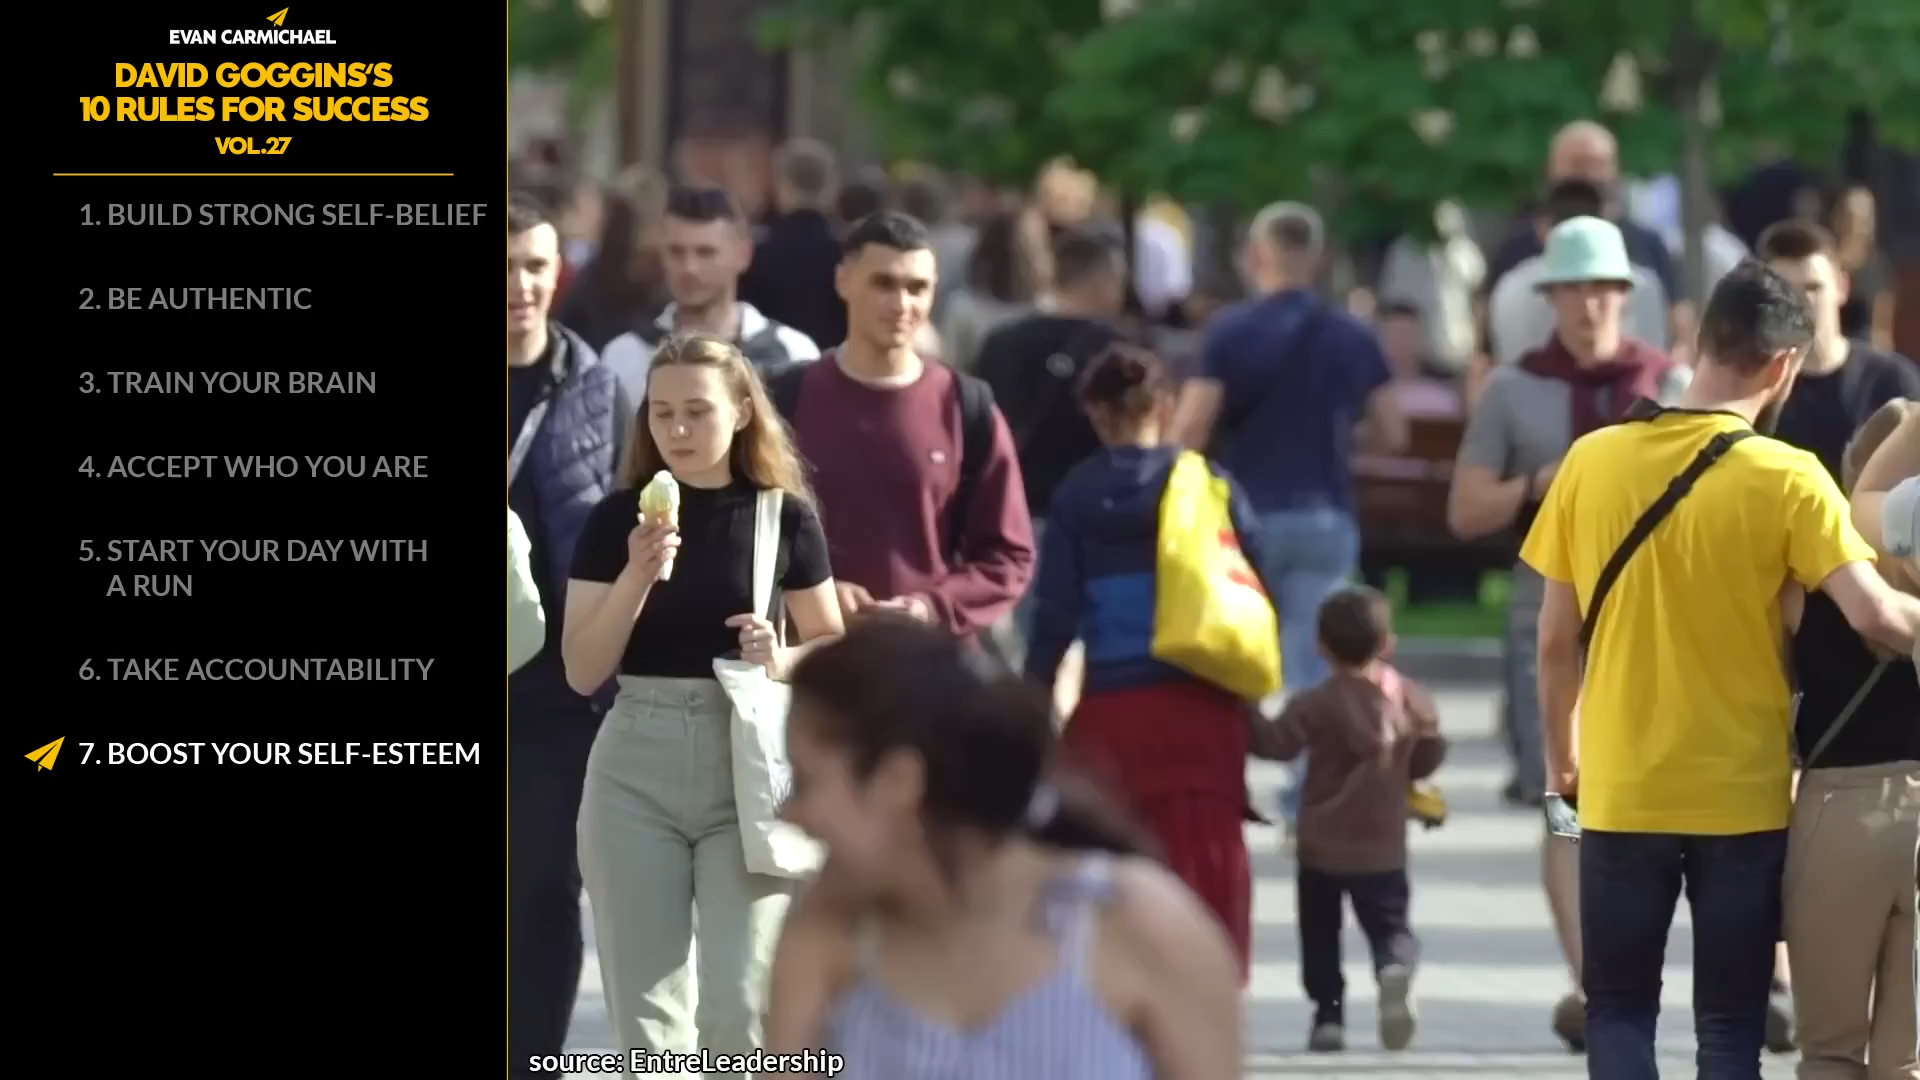 EVAN CARMICHAEL
DAVID GOGGINS'S
10 RULES FOR SUCCESS
VOL.27
1. BUILD STRONG SELF-BELIEF
2. BE AUTHENTIC
3. TRAIN YOUR BRAIN
4. ACCEPT WHO YOU ARE
5. START YOUR DAY WITH
A RUN
6. TAKE ACCOUNTABILITY
7. BOOST YOUR SELF-ESTEEM
source: EntreLeadership